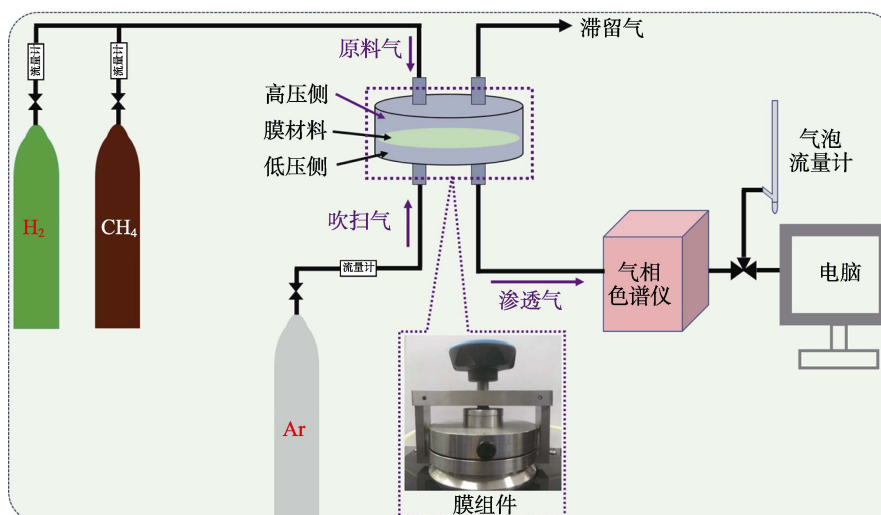 滞留气
原料气
流量计
流量计
高压侧
膜材料
低压侧
气泡
流量计
H₂
CH₄
吹扫气
流量计
渗透气
气相
色谱仪
电脑
Ar
膜组件